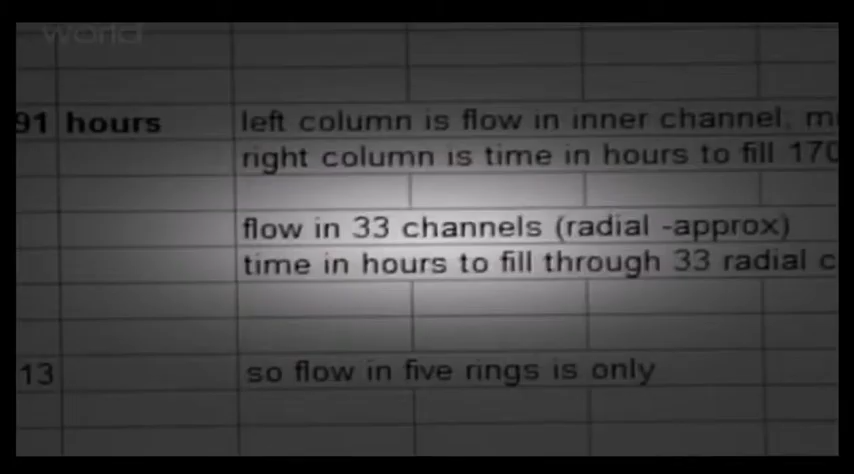 world
91 hours left column is flow in inner channel; m
right column is time in hours to fill 170
flow in 33 channels (radial -approx)
time in hours to fill through 33 radial c
13 so flow in five rings is only